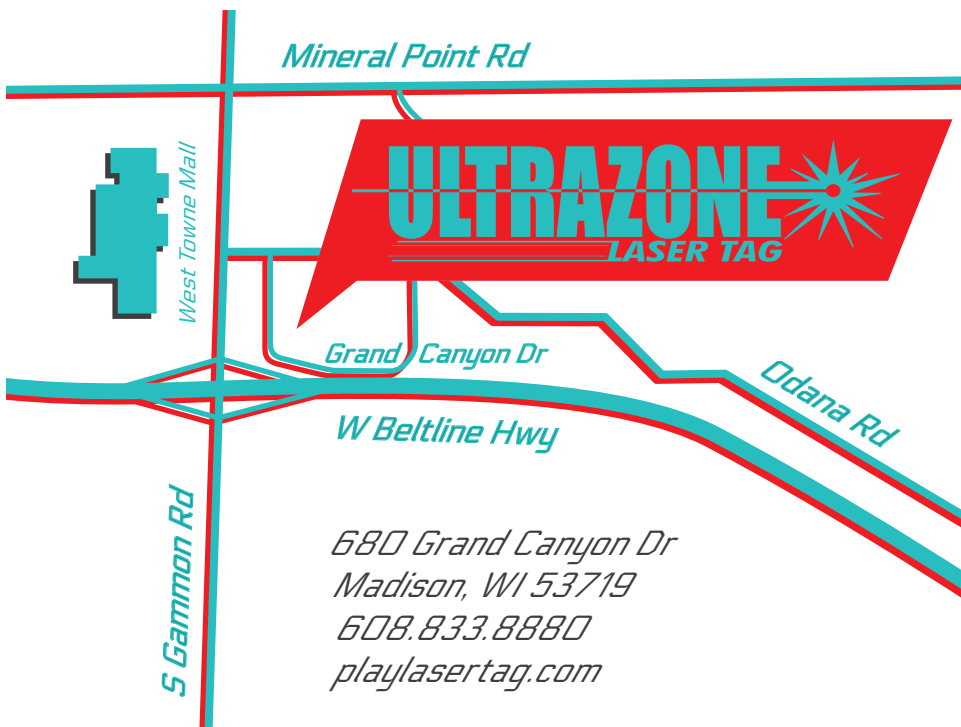 Mineral Point Rd
West Towne Mall
ULTRAZONE
LASER TAG
Grand Canyon Dr
Odana Rd
W Beltline Hwy
S Gammon Rd
680 Grand Canyon Dr
Madison, WI 53719
608.833.8880
playlasertag.com